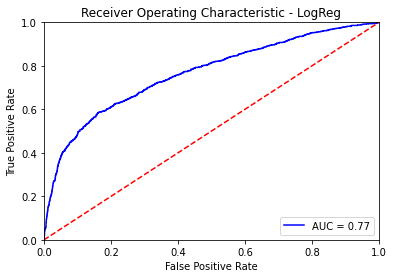 Receiver Operating Characteristic - LogReg
True Positive Rate
1.0
0.8
0.6
0.4
0.2
0.0
AUC = 0.77
0.0 0.2 0.4 0.6 0.8 1.0
False Positive Rate